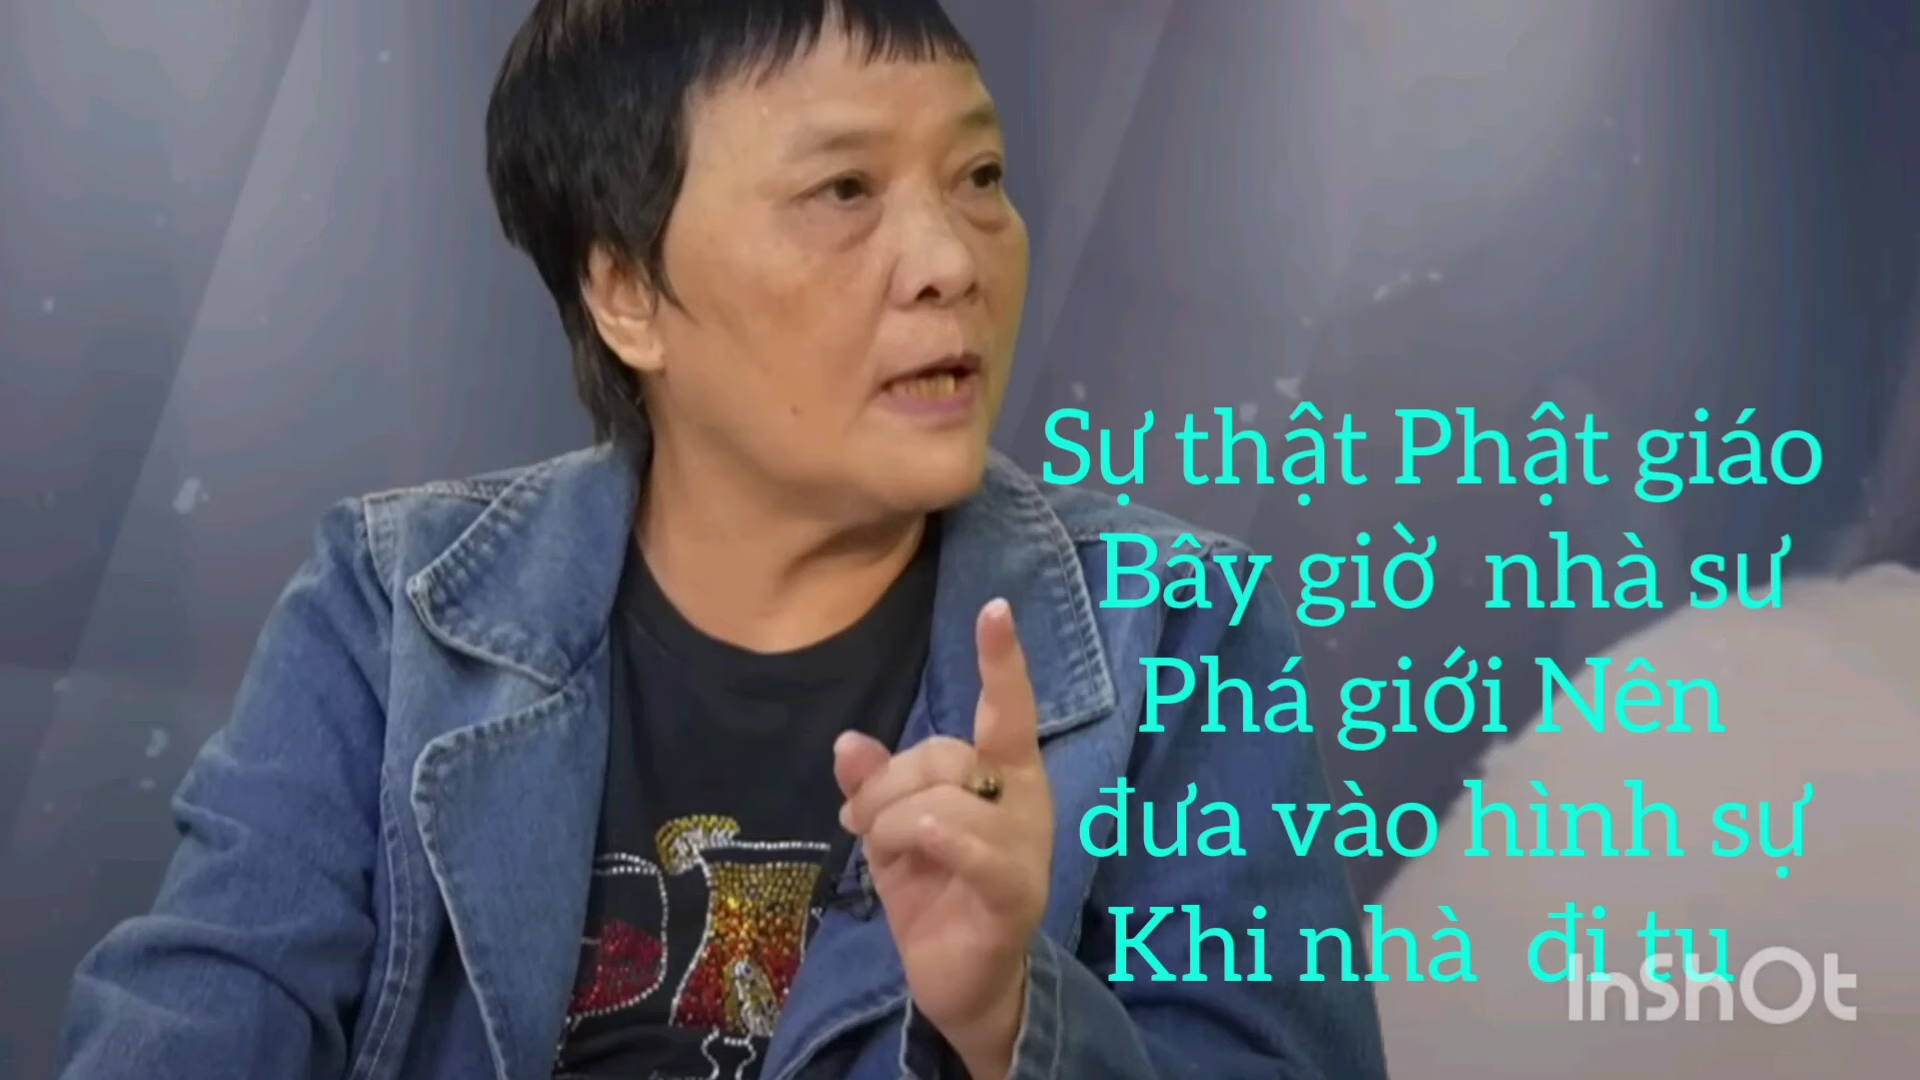 Sự thật Phật giáo
Bây giờ nhà sư
Phá giới Nên
đưa vào hình sự
Khi nhà đi tu
InShOt